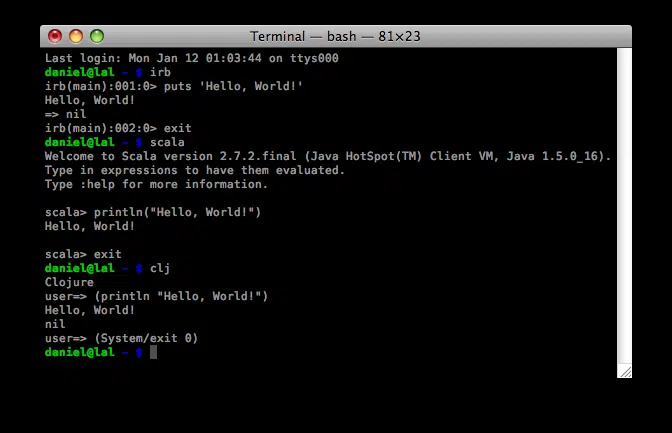 Terminal — bash — 81×23
Last login: Mon Jan 12 01:03:44 on ttys000
daniel@lal ~ $ irb
irb(main):001:0> puts 'Hello, World!'
Hello, World!
=> nil
irb(main):002:0> exit
daniel@lal ~ $ scala
Welcome to Scala version 2.7.2.final (Java HotSpot(TM) Client VM, Java 1.5.0_16).
Type in expressions to have them evaluated.
Type :help for more information.

scala> println("Hello, World!")
Hello, World!

scala> exit
daniel@lal ~ $ clj
Clojure
user=> (println "Hello, World!")
Hello, World!
nil
user=> (System/exit 0)
daniel@lal ~ $